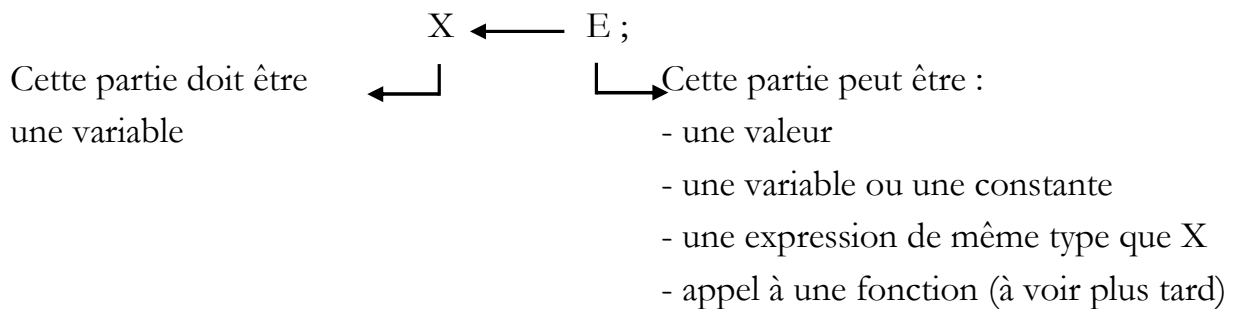 X ← E ;
Cette partie doit être
une variable
Cette partie peut être :
- une valeur
- une variable ou une constante
- une expression de même type que X
- appel à une fonction (à voir plus tard)